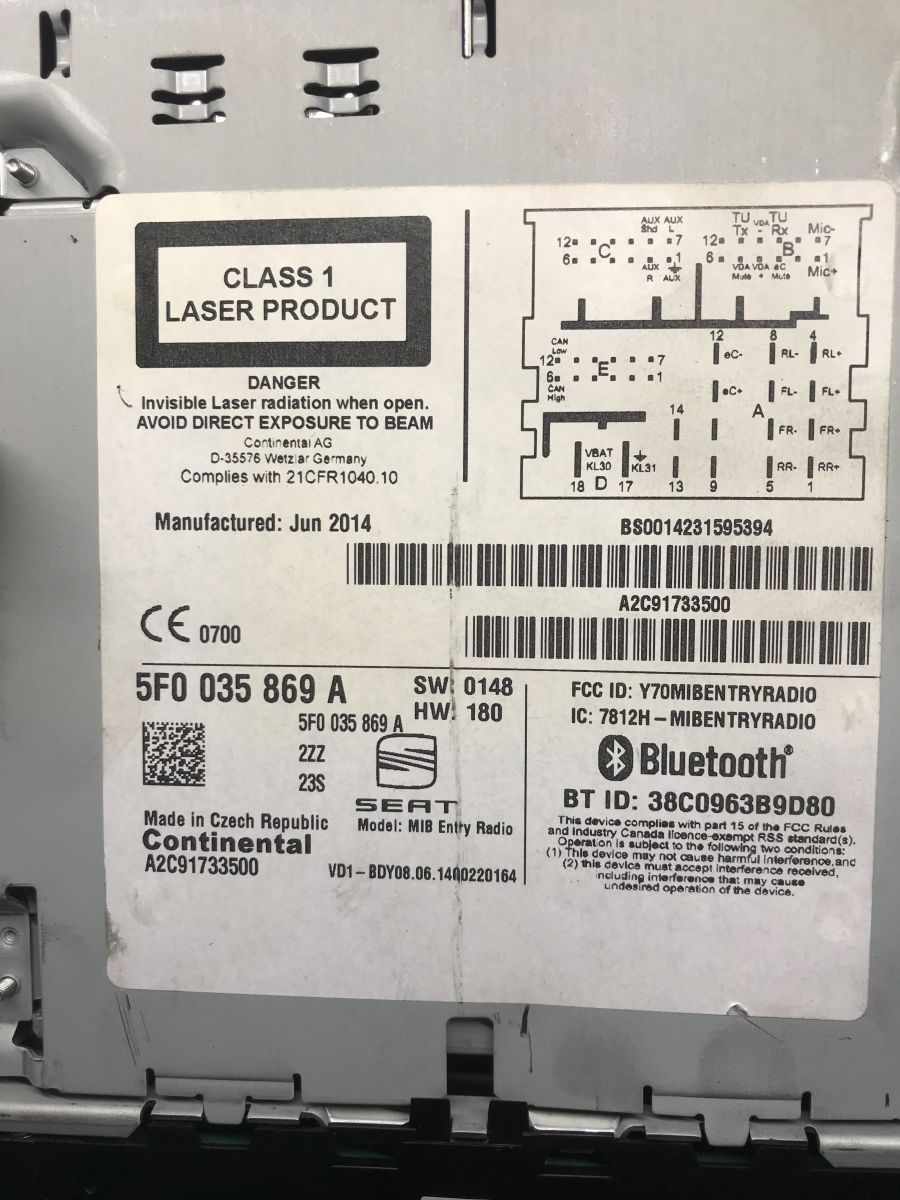 CLASS 1
LASER PRODUCT
DANGER
Invisible Laser radiation when open.
AVOID DIRECT EXPOSURE TO BEAM
Continental AG
D-35576 Wetzlar Germany
Complies with 21CFR1040.10
Manufactured: Jun 2014
AUX AUX
Shd L
TU VDA TU
Tx - Rx Mic-
12 C 7 12 B 7
6 1 6 1
AUX AUX
R
VDA VDA eC
Mute + Mute
Mic+
CAN
Low
12 7
E
6 1
CAN
High
12 8 4
eC- RL- RL+
eC+ FL- FL+
A
14 FR- FR+
VBAT
KL30 KL31 RR- RR+
18 D 17 13 9 5 1
BS0014231595394
A2C91733500
CE 0700
5F0 035 869 A SW: 0148
5F0 035 869 A HW: 180
2ZZ
23S
SEAT
Made in Czech Republic Model: MIB Entry Radio
Continental
A2C91733500 VD1-BDY08.06.1400220164
FCC ID: Y70MIBENTRYRADIO
IC: 7812H-MIBENTRYRADIO
Bluetooth®
BT ID: 38C0963B9D80
This device complies with part 15 of the FCC Rules
and Industry Canada licence-exempt RSS standard(s).
Operation is subject to the following two conditions:
(1) This device may not cause harmful interference,and
(2) this device must accept interference received,
including interference that may cause
undesired operation of the device.